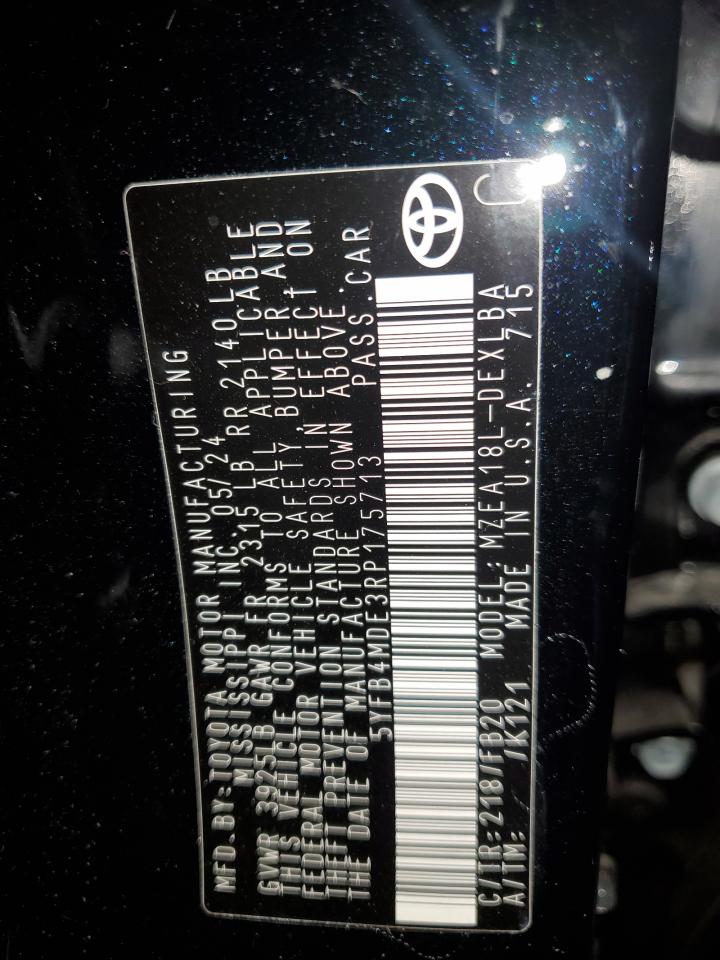 MFD.BY:TOYOTA MOTOR MANUFACTURING
MISSISSIPPI INC. 05/24
GVWR 3925LB GAWR FR 2315 LB RR 2140LB
THIS VEHICLE CONFORMS TO ALL APPLICABLE
FEDERAL MOTOR VEHICLE SAFETY,BUMPER AND
THEFT PREVENTION STANDARDS IN EFFECT ON
THE DATE OF MANUFACTURE SHOWN ABOVE.
5YFB4MDE3RP175713 PASS.CAR
C/TR:218/FB20 MODEL:MZEA18L-DEXLBA
A/TM: /K121 MADE IN U.S.A. 715
C